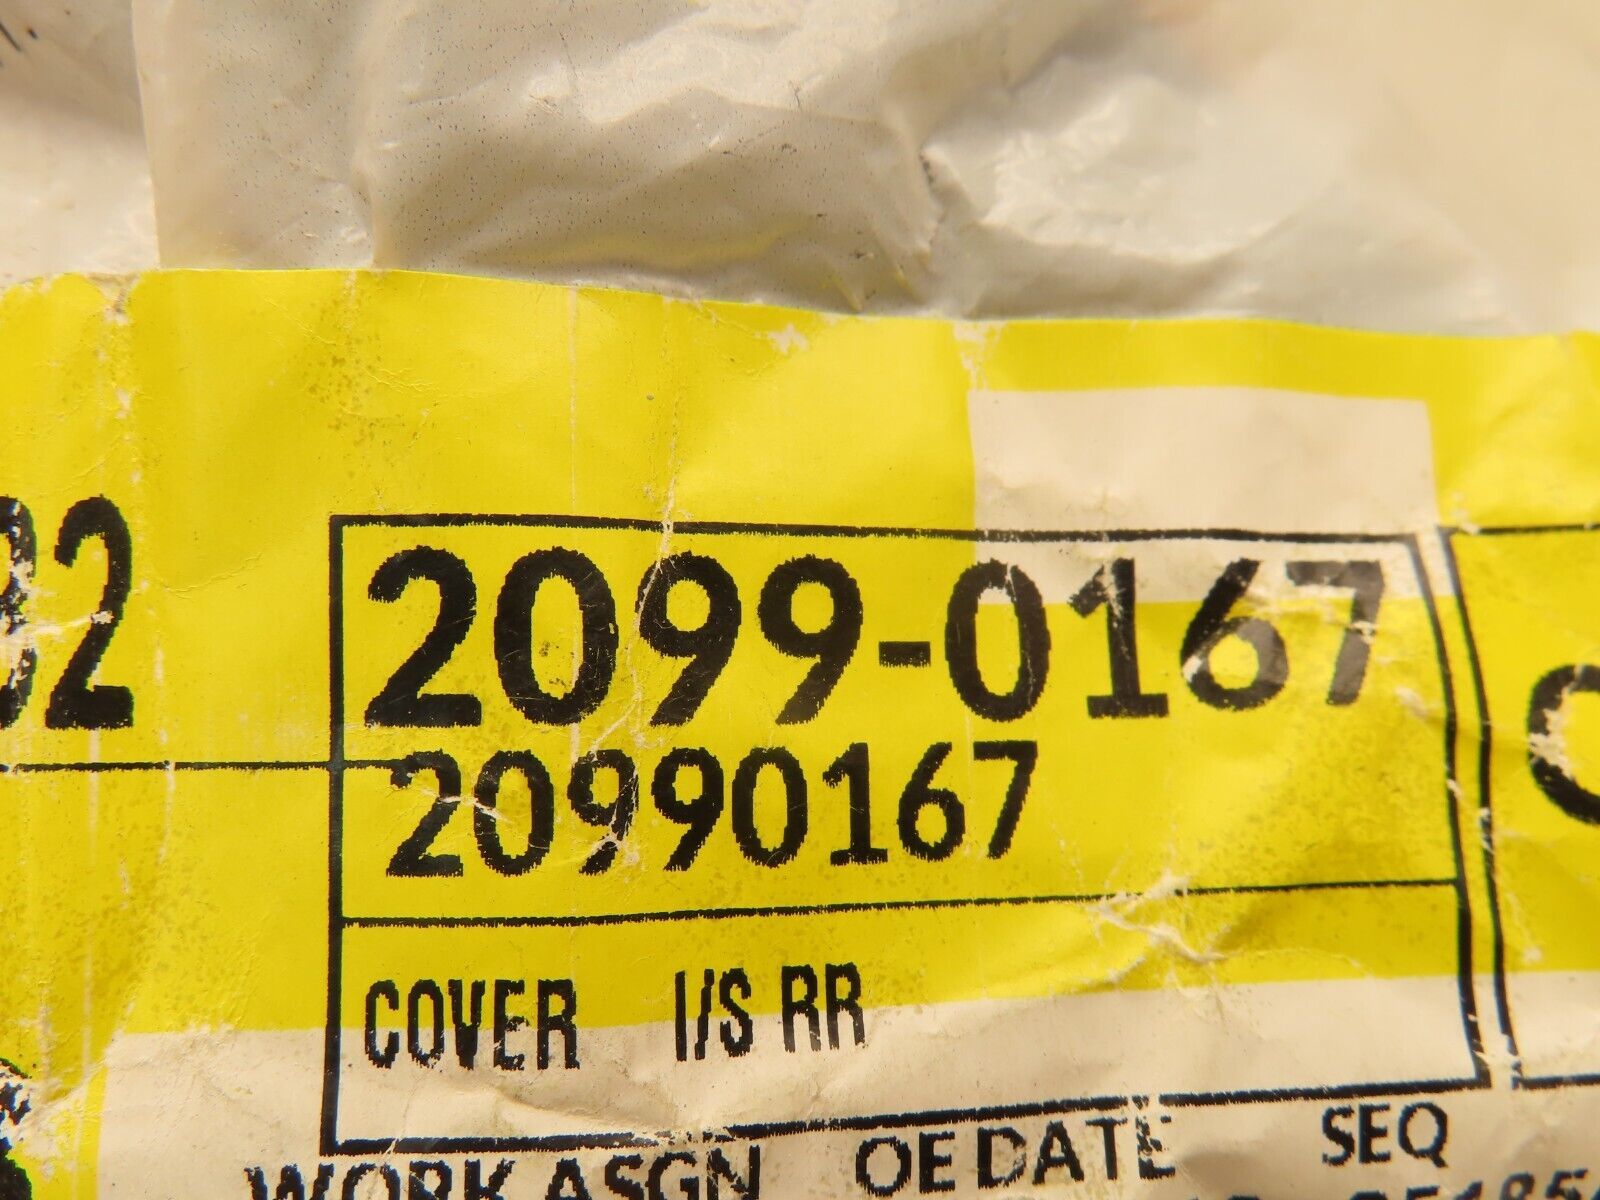 2099-0167
20990167
COVER I/S RR
WORK ASGN OE DATE SEQ